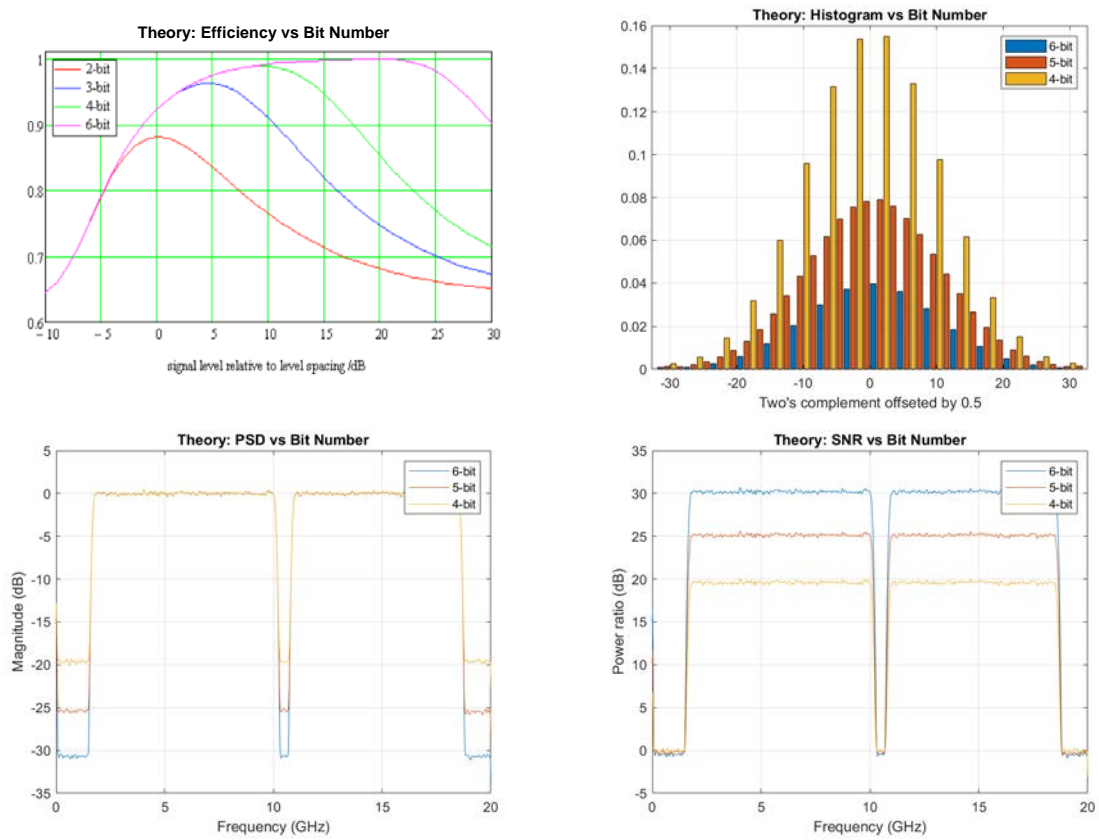 Theory: Efficiency vs Bit Number
1
0.9
0.8
0.7
0.6
2-bit
3-bit
4-bit
6-bit
−10 −5 0 5 10 15 20 25 30
signal level relative to level spacing /dB
Theory: Histogram vs Bit Number
0.16
0.14
0.12
0.1
0.08
0.06
0.04
0.02
0
6-bit
5-bit
4-bit
-30 -20 -10 0 10 20 30
Two's complement offseted by 0.5
Theory: PSD vs Bit Number
Magnitude (dB)
5
0
-5
-10
-15
-20
-25
-30
-35
6-bit
5-bit
4-bit
0 5 10 15 20
Frequency (GHz)
Theory: SNR vs Bit Number
Power ratio (dB)
35
30
25
20
15
10
5
0
-5
6-bit
5-bit
4-bit
0 5 10 15 20
Frequency (GHz)